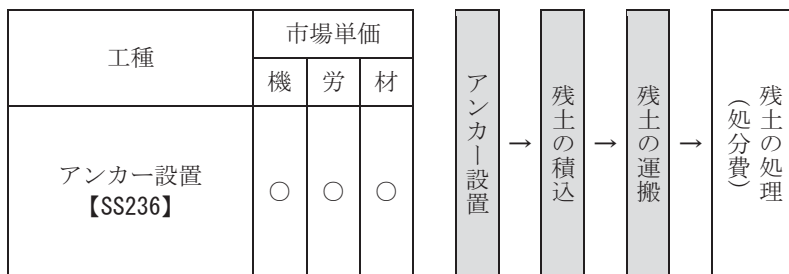 工種
市場単価
機 労 材
アンカー設置
【SS236】
○ ○ ○
アンカー設置
→
残土の積込
→
残土の運搬
→
残土の処理
（処分費）